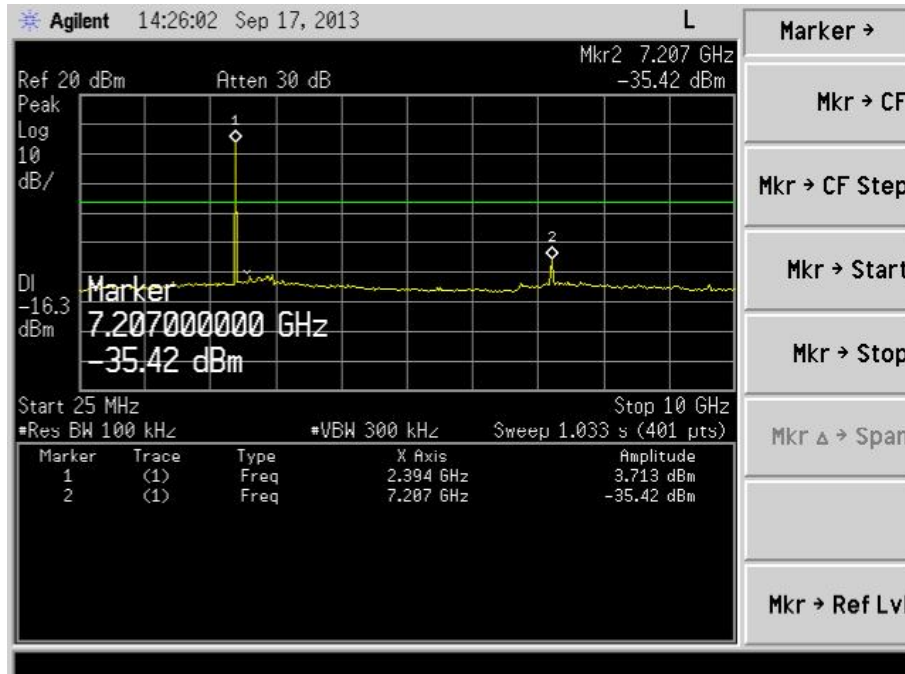 Agilent 14:26:02 Sep 17, 2013 L
Mkr2 7.207 GHz
Ref 20 dBm Atten 30 dB -35.42 dBm
Peak
Log
10
dB/
1
2
DI
-16.3
dBm
Marker
7.207000000 GHz
-35.42 dBm
Start 25 MHz Stop 10 GHz
#Res BW 100 kHz #VBW 300 kHz Sweep 1.033 s (401 pts)
Marker Trace Type X Axis Amplitude
1 (1) Freq 2.394 GHz 3.713 dBm
2 (1) Freq 7.207 GHz -35.42 dBm
Marker →
Mkr → CF
Mkr → CF Step
Mkr → Start
Mkr → Stop
Mkr Δ → Span
Mkr → Ref Lvl